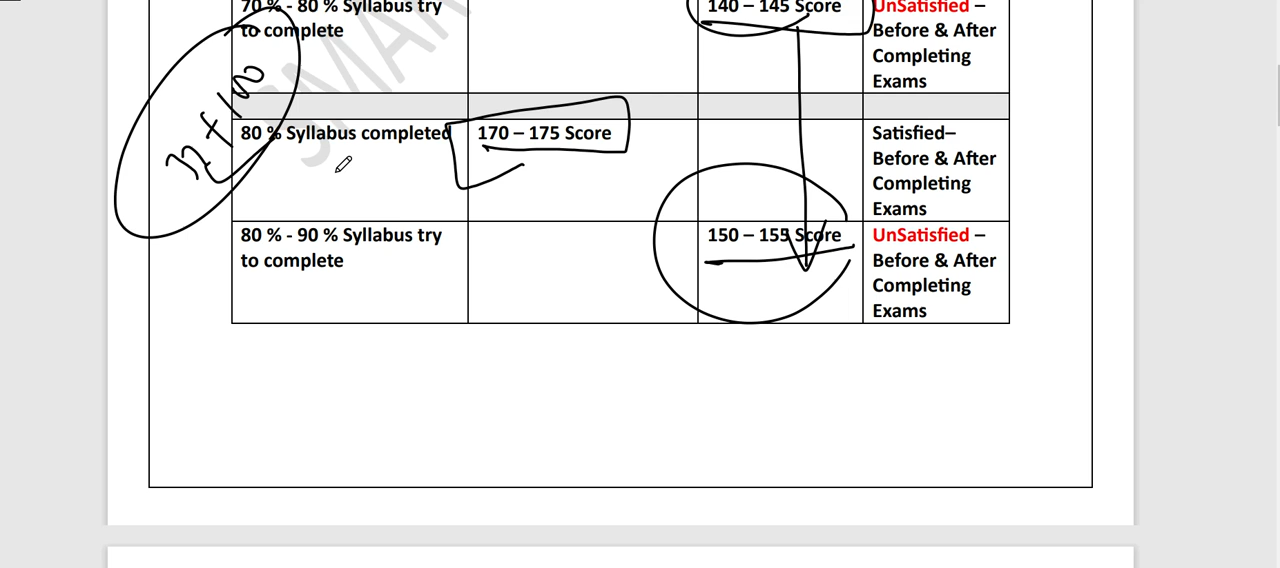 70 % - 80 % Syllabus try
to complete
140 – 145 Score
UnSatisfied –
Before & After
Completing
Exams
80 % Syllabus completed
170 – 175 Score
Satisfied–
Before & After
Completing
Exams
80 % - 90 % Syllabus try
to complete
150 – 155 Score
UnSatisfied –
Before & After
Completing
Exams